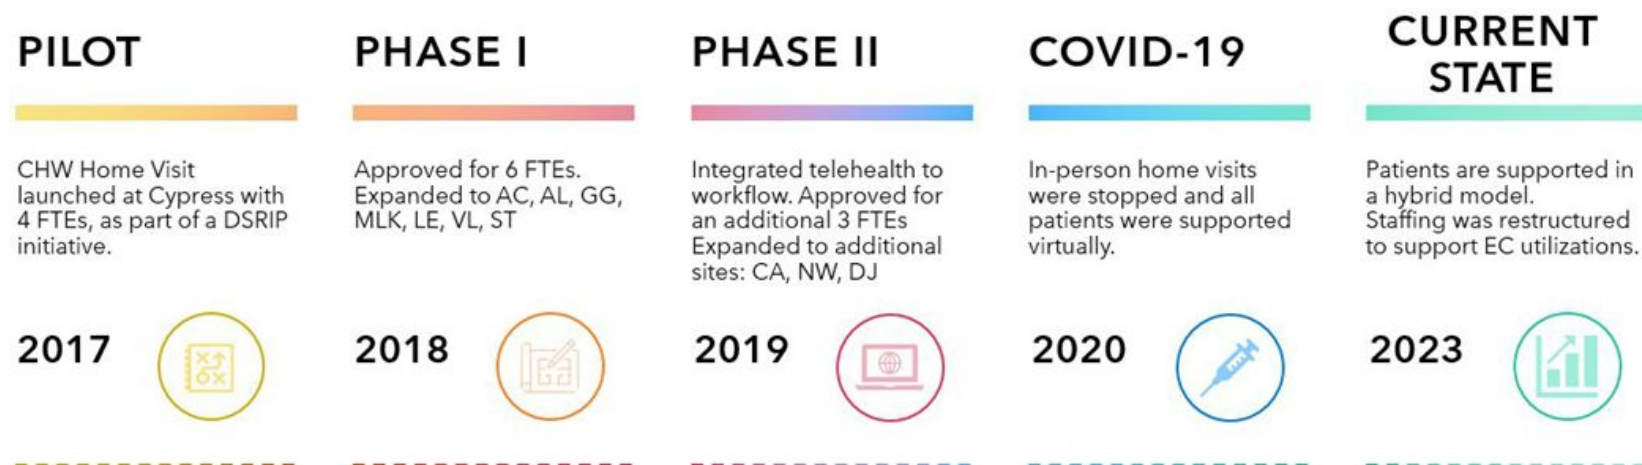 PILOT
CHW Home Visit
launched at Cypress with
4 FTEs, as part of a DSRIP
initiative.
2017
PHASE I
Approved for 6 FTEs.
Expanded to AC, AL, GG,
MLK, LE, VL, ST
2018
PHASE II
Integrated telehealth to
workflow. Approved for
an additional 3 FTEs
Expanded to additional
sites: CA, NW, DJ
2019
COVID-19
In-person home visits
were stopped and all
patients were supported
virtually.
2020
CURRENT
STATE
Patients are supported in
a hybrid model.
Staffing was restructured
to support EC utilizations.
2023